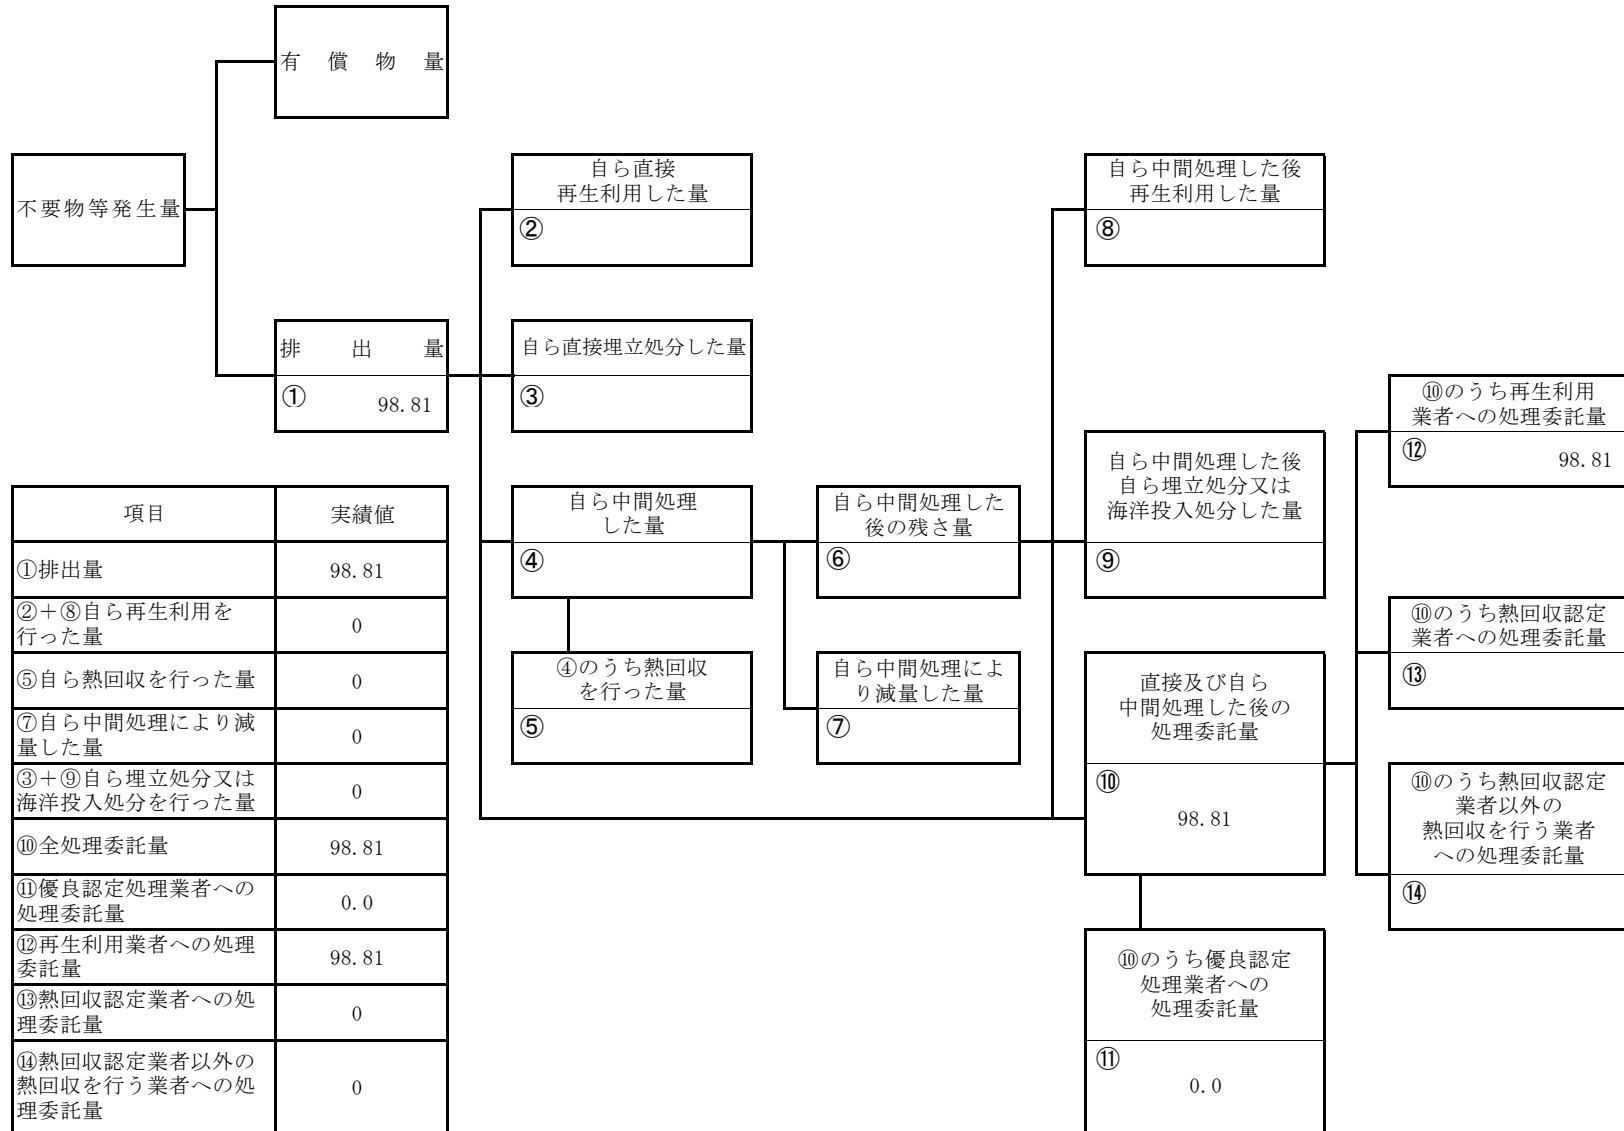 有償物量
不要物等発生量
排出量
①
98.81
自ら直接
再生利用した量
②
自ら直接埋立処分した量
③
自ら中間処理
した量
④
④のうち熱回収
を行った量
⑤
自ら中間処理した
後の残さ量
⑥
自ら中間処理によ
り減量した量
⑦
自ら中間処理した後
再生利用した量
⑧
自ら中間処理した後
自ら埋立処分又は
海洋投入処分した量
⑨
直接及び自ら
中間処理した後の
処理委託量
⑩
98.81
⑩のうち優良認定
処理業者への
処理委託量
⑪
0.0
⑩のうち再生利用
業者への処理委託量
⑫
98.81
⑩のうち熱回収認定
業者への処理委託量
⑬
⑩のうち熱回収認定
業者以外の
熱回収を行う業者
への処理委託量
⑭
項目 実績値
①排出量 98.81
②+⑧自ら再生利用を
行った量 0
⑤自ら熱回収を行った量 0
⑦自ら中間処理により減
量した量 0
③+⑨自ら埋立処分又は
海洋投入処分を行った量 0
⑩全処理委託量 98.81
⑪優良認定処理業者への
処理委託量 0.0
⑫再生利用業者への処理
委託量 98.81
⑬熱回収認定業者への処
理委託量 0
⑭熱回収認定業者以外の
熱回収を行う業者への処
理委託量 0